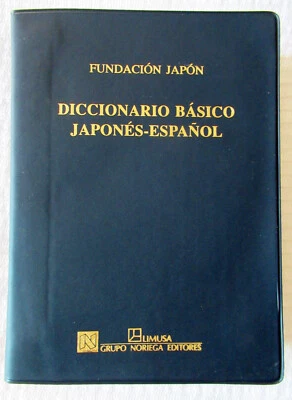 FUNDACIÓN JAPÓN
DICCIONARIO BÁSICO
JAPONÉS-ESPAÑOL
LIMUSA
GRUPO NORIEGA EDITORES